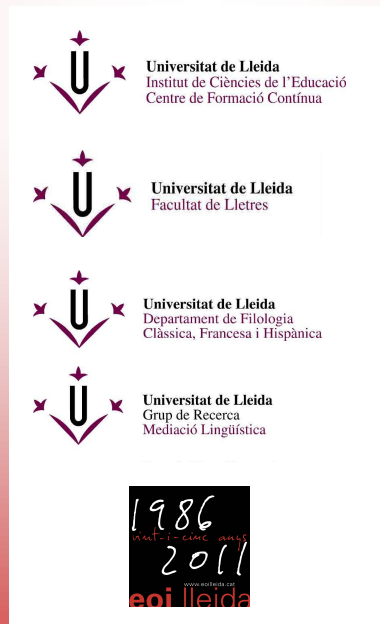 Universitat de Lleida
Institut de Ciències de l'Educació
Centre de Formació Contínua
Universitat de Lleida
Facultat de Lletres
Universitat de Lleida
Departament de Filologia
Clàssica, Francesa i Hispànica
Universitat de Lleida
Grup de Recerca
Mediació Lingüística
1986
vint-i-cinc anys
2011
www.eoilleida.cat
eoi lleida